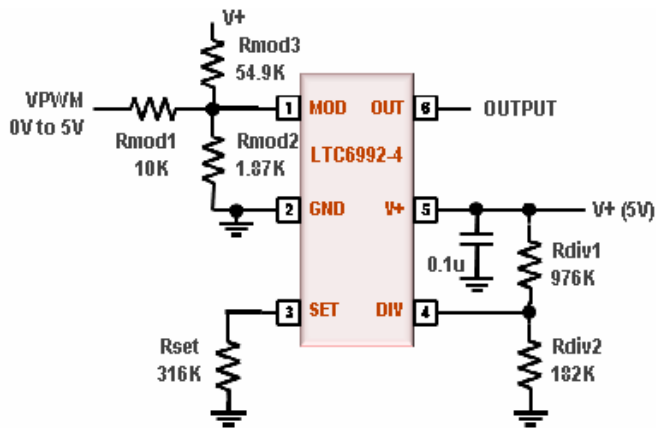 V+
Rmod3
54.9K
VPWM
0V to 5V
Rmod1
10K
Rmod2
1.87K
1
MOD
OUT
6
OUTPUT
LTC6992-4
2
GND
V+
5
V+ (5V)
0.1u
Rdiv1
976K
3
SET
DIV
4
Rset
316K
Rdiv2
182K